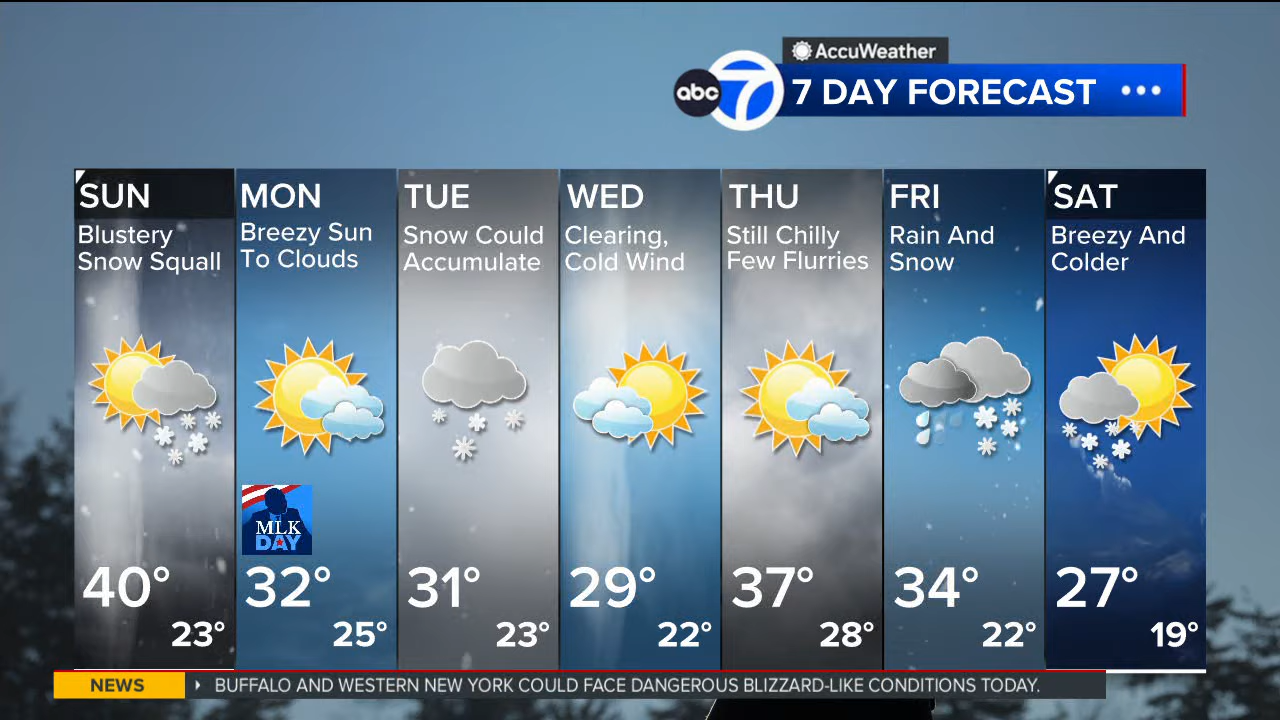 AccuWeather
abc 7 7 DAY FORECAST
SUN
Blustery
Snow Squall
40°
23°
MON
Breezy Sun
To Clouds
MLK
DAY
32°
25°
TUE
Snow Could
Accumulate
31°
23°
WED
Clearing,
Cold Wind
29°
22°
THU
Still Chilly
Few Flurries
37°
28°
FRI
Rain And
Snow
34°
22°
SAT
Breezy And
Colder
27°
19°
NEWS BUFFALO AND WESTERN NEW YORK COULD FACE DANGEROUS BLIZZARD-LIKE CONDITIONS TODAY.